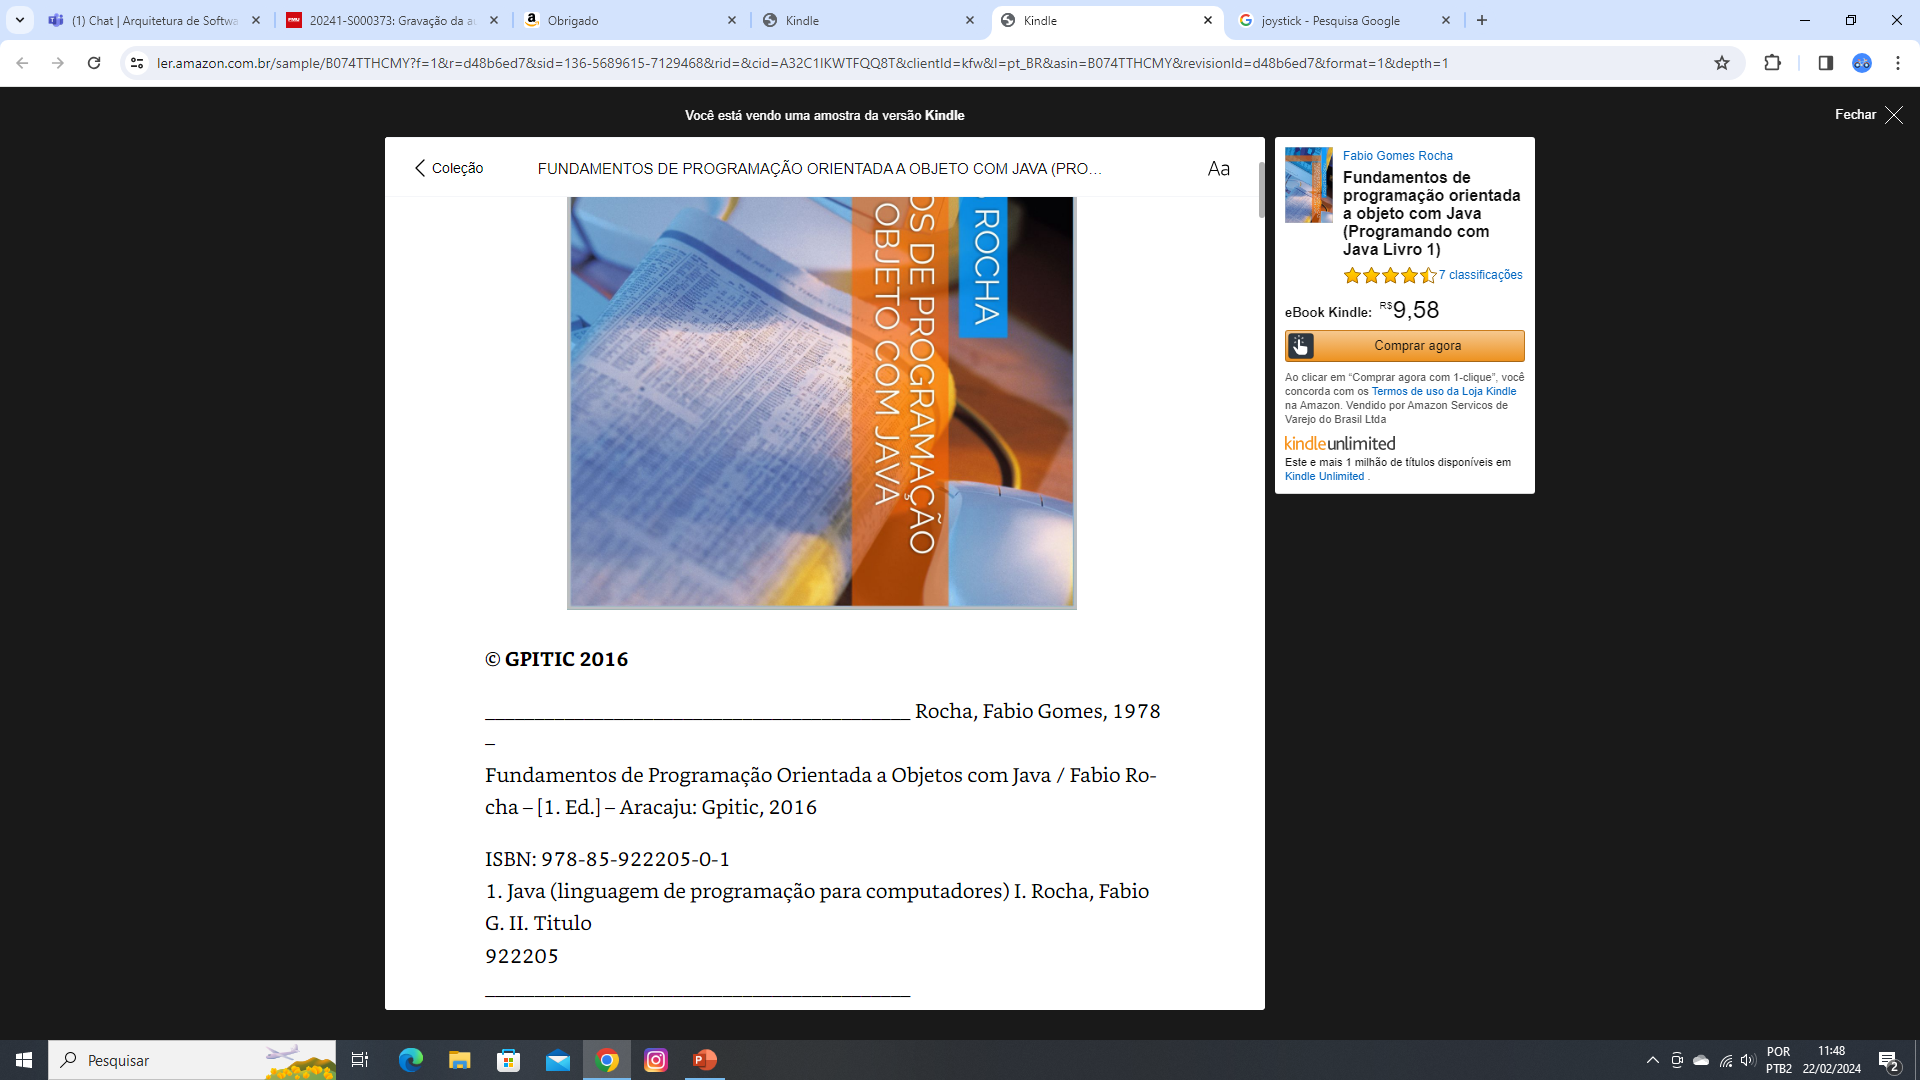 (1) Chat | Arquitetura de Softwa
20241-S000373: Gravação da au
Obrigado
Kindle
Kindle
joystick - Pesquisa Google
ler.amazon.com.br/sample/B074TTHCMY?f=1&r=d48b6ed7&sid=136-5689615-7129468&rid=&cid=A32C1IKWTFQQ8T&clientId=kfw&l=pt_BR&asin=B074TTHCMY&revisionId=d48b6ed7&format=1&depth=1
Você está vendo uma amostra da versão Kindle
Fechar
Coleção
FUNDAMENTOS DE PROGRAMAÇÃO ORIENTADA A OBJETO COM JAVA (PRO...
Aa
ROCHA
OS DE PROGRAMAÇÃO
OBJETO COM JAVA
© GPITIC 2016
Rocha, Fabio Gomes, 1978
–
Fundamentos de Programação Orientada a Objetos com Java / Fabio Ro-
cha – [1. Ed.] – Aracaju: Gpitic, 2016
ISBN: 978-85-922205-0-1
1. Java (linguagem de programação para computadores) I. Rocha, Fabio
G. II. Titulo
922205
Fabio Gomes Rocha
Fundamentos de
programação orientada
a objeto com Java
(Programando com
Java Livro 1)
7 classificações
eBook Kindle: R$9,58
Comprar agora
Ao clicar em “Comprar agora com 1-clique”, você
concorda com os Termos de uso da Loja Kindle
na Amazon. Vendido por Amazon Servicos de
Varejo do Brasil Ltda
kindleunlimited
Este e mais 1 milhão de títulos disponíveis em
Kindle Unlimited .
Pesquisar
POR
PTB2
11:48
22/02/2024
2